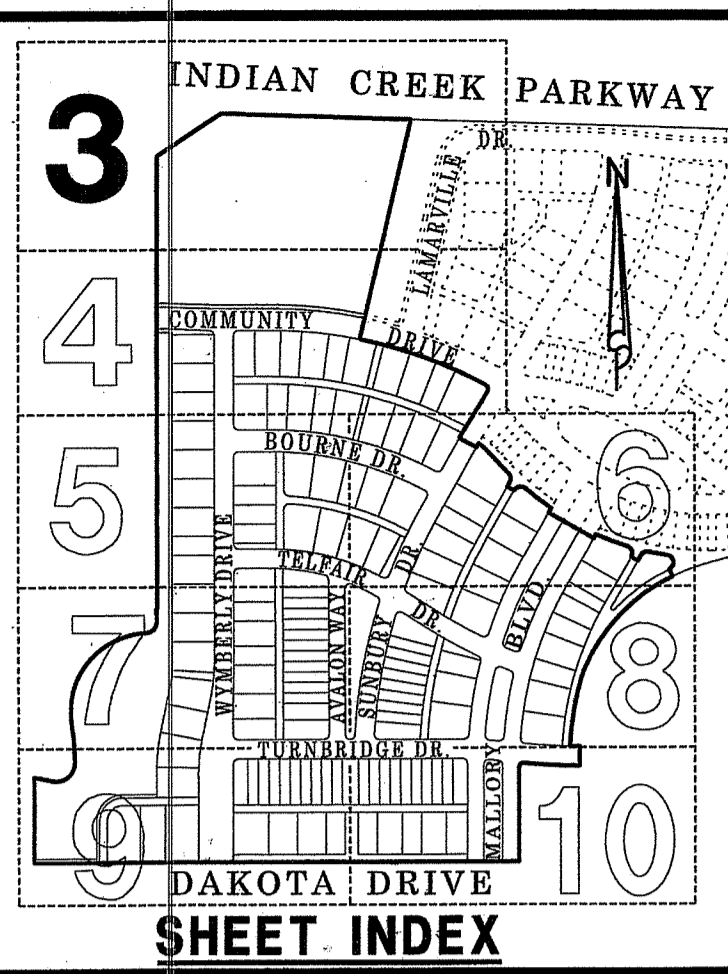 INDIAN CREEK PARKWAY
3
LAMARVILLE DR.
N
4
COMMUNITY DRIVE
BOURNE DR.
5
6
WYMBERLY DRIVE
TELFAIR DR.
SUNBURY DR.
AVALON WAY
MALLORY BLVD
7
8
TURNBRIDGE DR.
9
10
DAKOTA DRIVE
SHEET INDEX